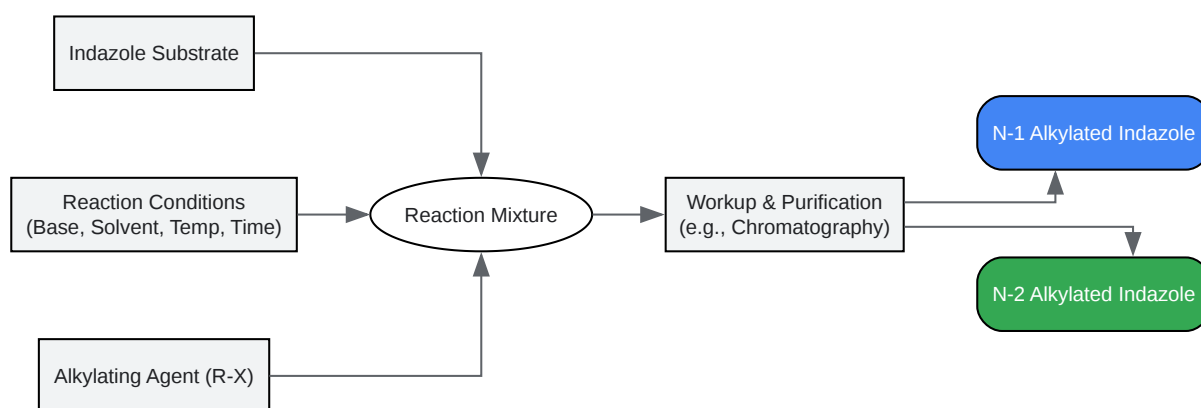 Indazole Substrate
Reaction Conditions
(Base, Solvent, Temp, Time)
Alkylating Agent (R-X)
Reaction Mixture
Workup & Purification
(e.g., Chromatography)
N-1 Alkylated Indazole
N-2 Alkylated Indazole